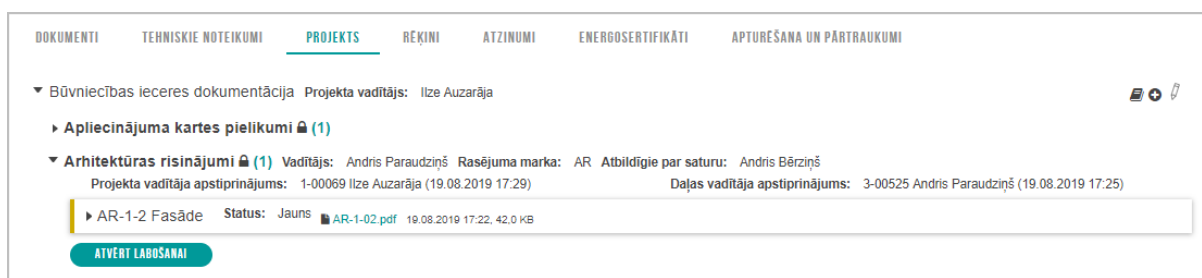 DOKUMENTI TEHNISKIE NOTEIKUMI PROJEKTS RĒĶINI ATZINUMI ENERGOSERTIFIKĀTI APTURĒŠANA UN PĀRTRAUKUMI
Būvniecības ieceres dokumentācija Projekta vadītājs: Ilze Auzarāja
Apliecinājuma kartes pielikumi (1)
Arhitektūras risinājumi (1) Vadītājs: Andris Paraudziņš Rasējuma marka: AR Atbildīgie par saturu: Andris Bērziņš
Projekta vadītāja apstiprinājums: 1-00069 Ilze Auzarāja (19.08.2019 17:29) Daļas vadītāja apstiprinājums: 3-00525 Andris Paraudziņš (19.08.2019 17:25)
AR-1-2 Fasāde Status: Jauns AR-1-02.pdf 19.08.2019 17:22, 42,0 KB
ATVĒRT LABOŠANAI